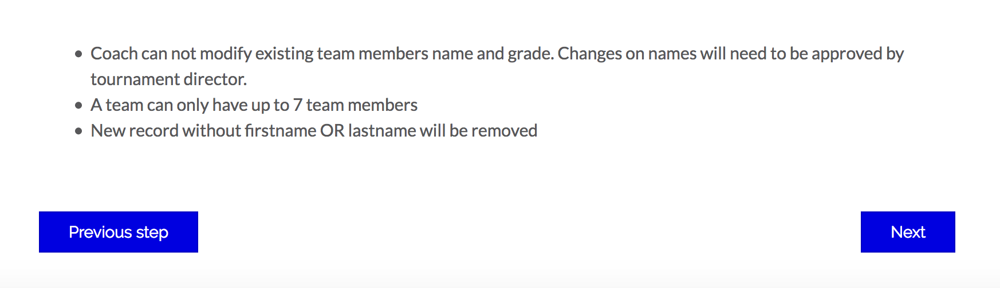 Coach can not modify existing team members name and grade. Changes on names will need to be approved by
tournament director.
A team can only have up to 7 team members
New record without firstname OR lastname will be removed
Previous step
Next